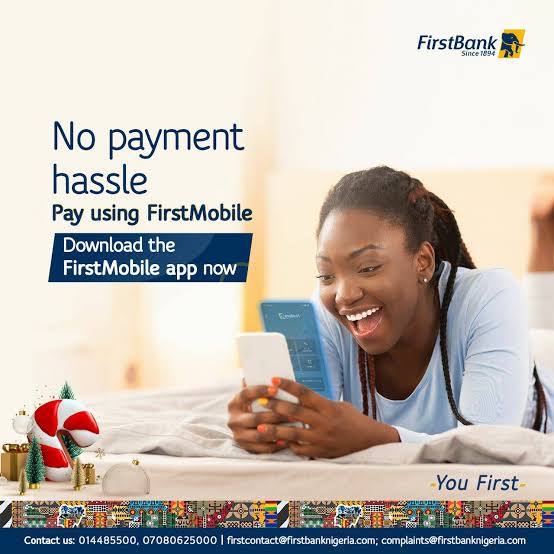 FirstBank
Since 1894
No payment
hassle
Pay using FirstMobile
Download the
FirstMobile app now
You First
Contact us: 014485500, 07080625000 | firstcontact@firstbanknigeria.com; complaints@firstbanknigeria.com